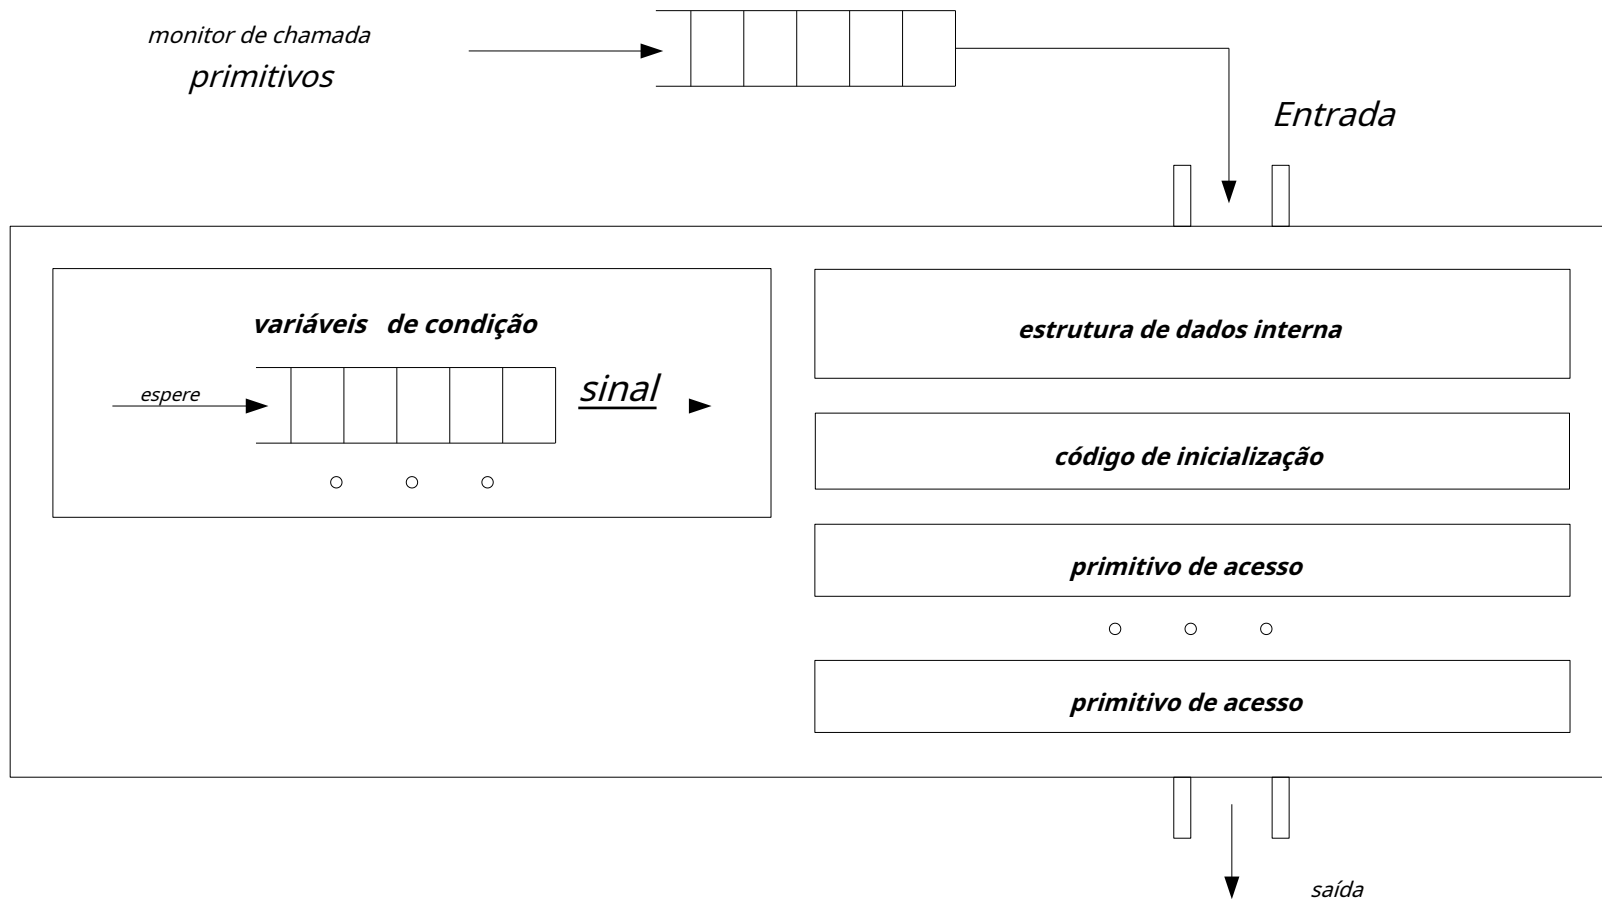 monitor de chamada
primitivos
Entrada
variáveis de condição
espere
sinal
estrutura de dados interna
código de inicialização
primitivo de acesso
primitivo de acesso
saída